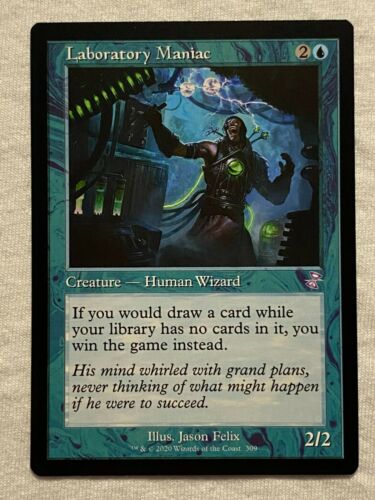 Laboratory Maniac 2
Creature — Human Wizard
If you would draw a card while
your library has no cards in it, you
win the game instead.
His mind whirled with grand plans,
never thinking of what might happen
if he were to succeed.
Illus. Jason Felix
™ & © 2020 Wizards of the Coast 309
2/2